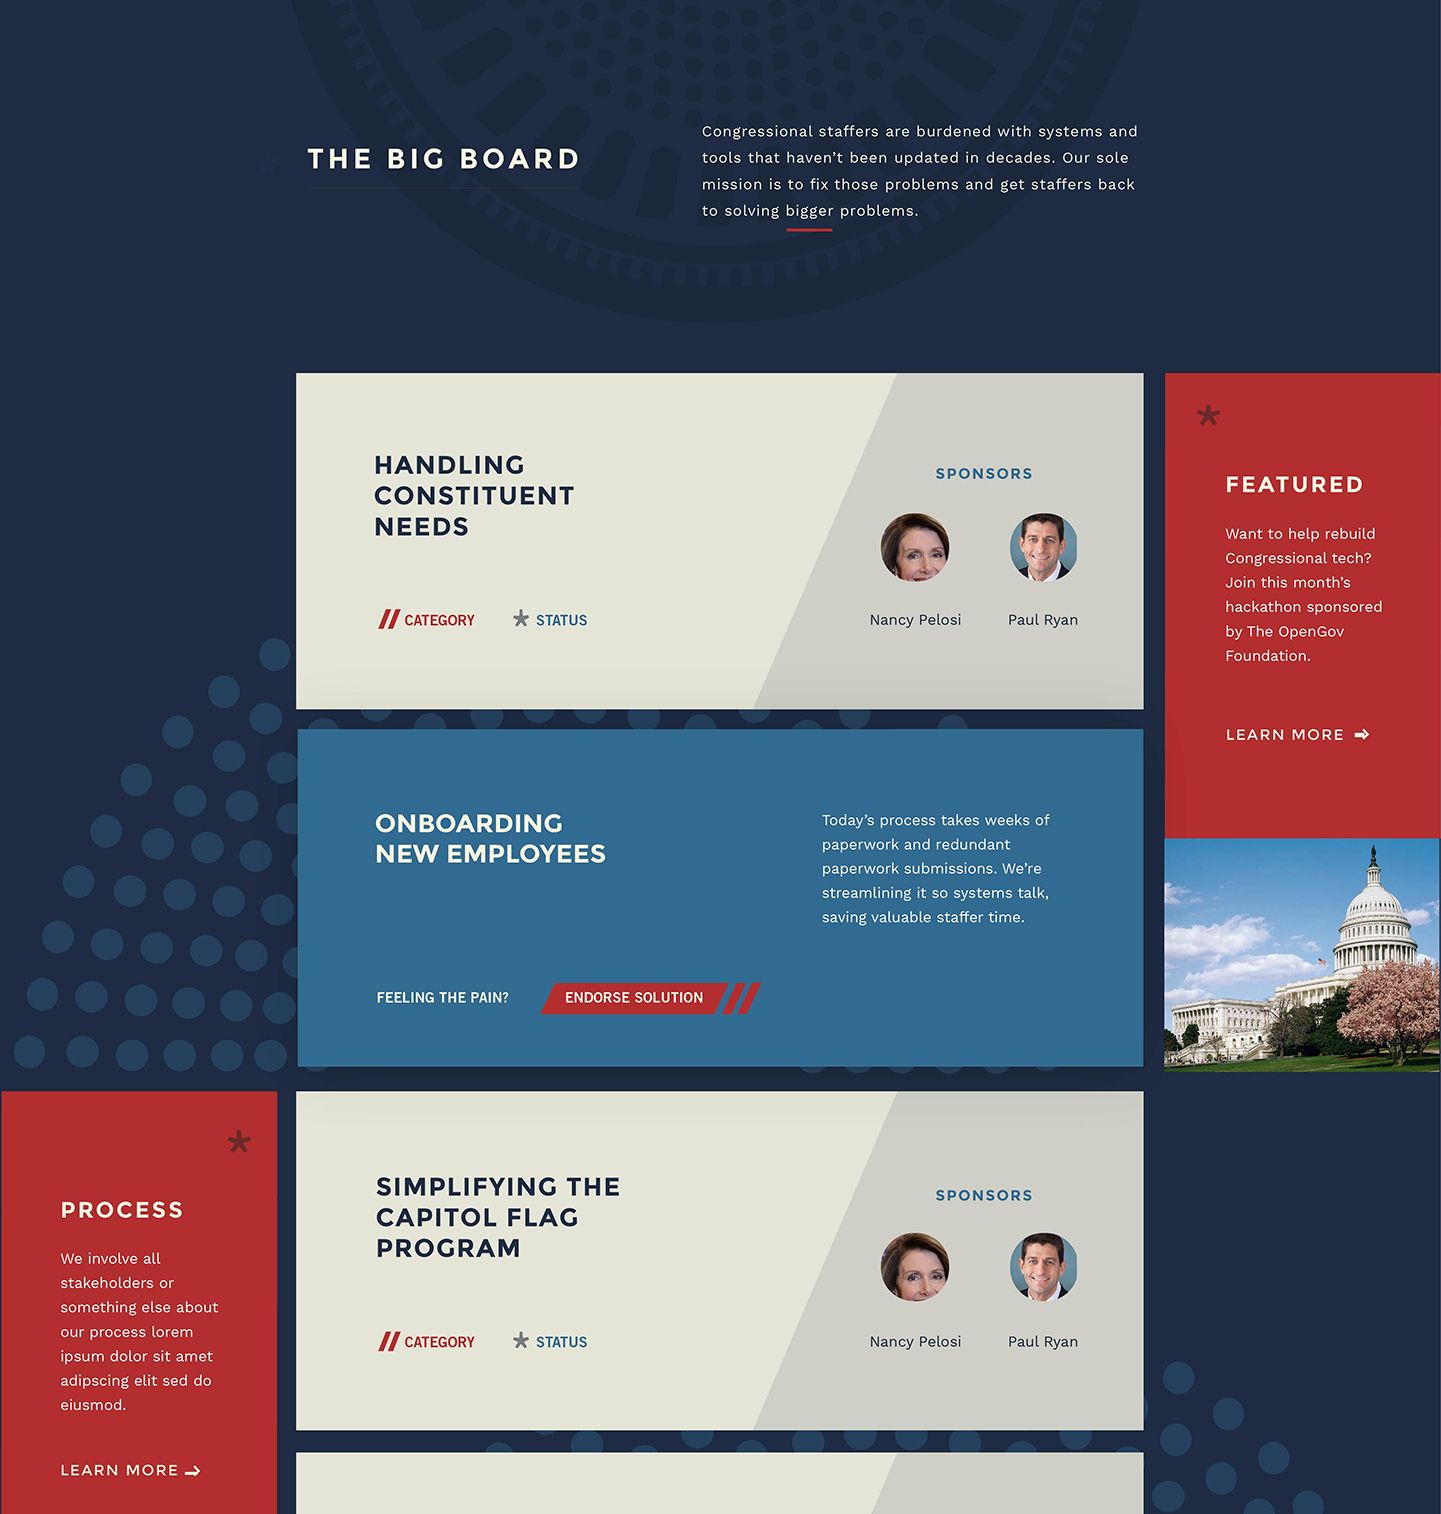 THE BIG BOARD
Congressional staffers are burdened with systems and
tools that haven't been updated in decades. Our sole
mission is to fix those problems and get staffers back
to solving bigger problems.
HANDLING
CONSTITUENT
NEEDS
// CATEGORY
* STATUS
SPONSORS
Nancy Pelosi
Paul Ryan
*
FEATURED
Want to help rebuild
Congressional tech?
Join this month's
hackathon sponsored
by The OpenGov
Foundation.
LEARN MORE
ONBOARDING
NEW EMPLOYEES
Today's process takes weeks of
paperwork and redundant
paperwork submissions. We're
streamlining it so systems talk,
saving valuable staffer time.
FEELING THE PAIN?
ENDORSE SOLUTION //
*
PROCESS
We involve all
stakeholders or
something else about
our process lorem
ipsum dolor sit amet
adipscing elit sed do
eiusmod.
LEARN MORE
SIMPLIFYING THE
CAPITOL FLAG
PROGRAM
// CATEGORY
* STATUS
SPONSORS
Nancy Pelosi
Paul Ryan